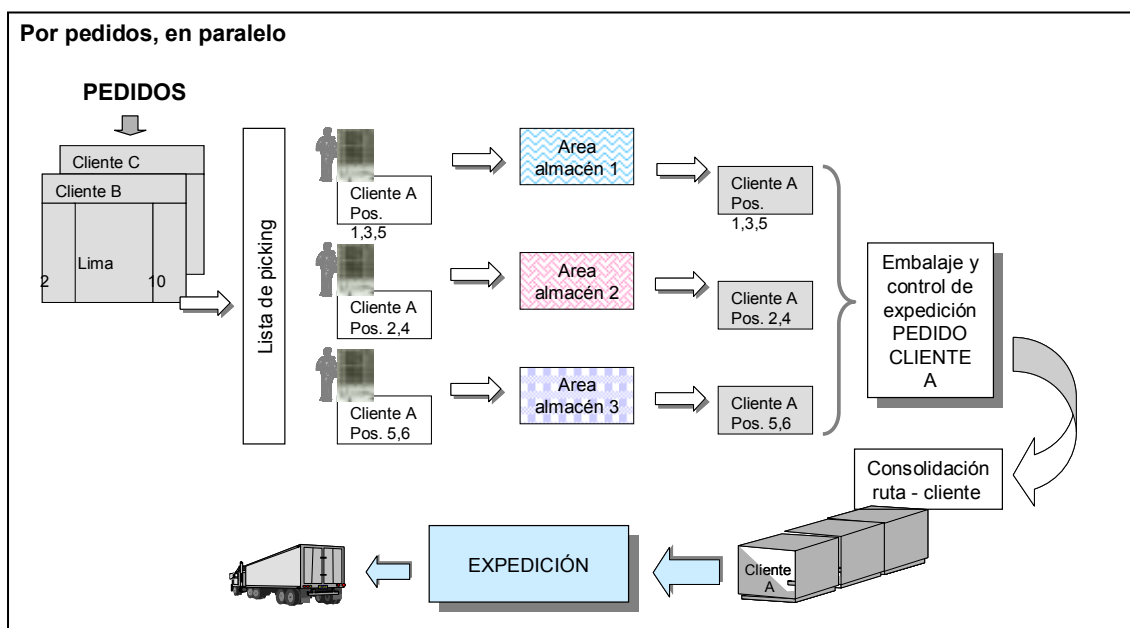 Por pedidos, en paralelo
PEDIDOS
Cliente C
Cliente B
2
Lima
10
Lista de picking
Cliente A
Pos.
1,3,5
Area
almacén 1
Cliente A
Pos.
1,3,5
Cliente A
Pos. 2,4
Area
almacén 2
Cliente A
Pos. 2,4
Cliente A
Pos. 5,6
Area
almacén 3
Cliente A
Pos. 5,6
Embalaje y
control de
expedición
PEDIDO
CLIENTE
A
Consolidación
ruta - cliente
Cliente
A
EXPEDICIÓN